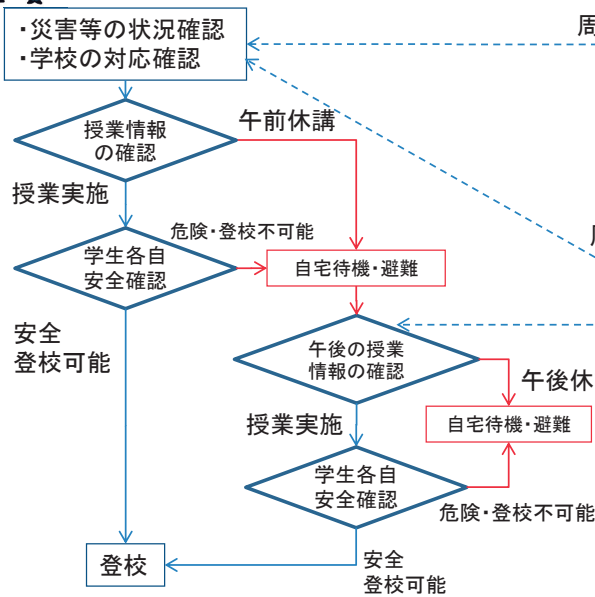 ・災害等の状況確認
・学校の対応確認
周
授業情報
の確認
午前休講
授業実施
危険・登校不可能
学生各自
安全確認
自宅待機・避難
安全
登校可能
午後の授業
情報の確認
午後休
授業実施
自宅待機・避難
学生各自
安全確認
危険・登校不可能
登校
安全
登校可能